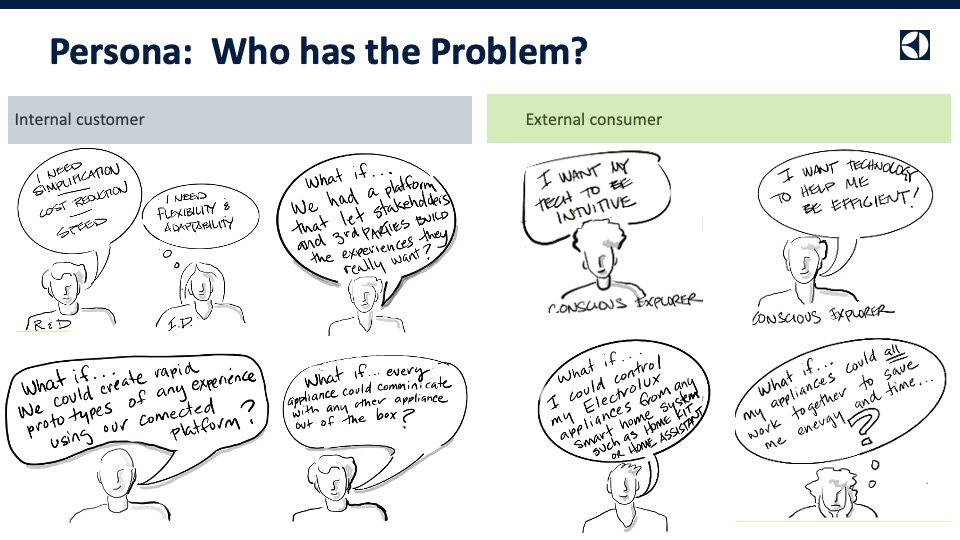 Persona:  Who has the Problem?
Internal customer
External consumer
I NEED
SIMPLIFICATION
COST REDUCTION
SPEED
R&D
I NEED
FLEXIBILITY &
ADAPTABILITY
I.D.
What if...
We had a platform
that let stakeholders
and 3rd PARTIES BUILD
the experiences they
really want?
I WANT MY
TECH TO BE
INTUITIVE
CONSCIOUS EXPLORER
I WANT TECHNOLOGY
TO HELP ME
BE EFFICIENT!
CONSCIOUS EXPLORER
What if...
We could create rapid
prototypes of any experience
using our connected
platform?
What if... every
appliance could comminicate
with any other appliance
out of the box?
What if....
I could control
my Electrolux
appliances from any
smart home system
such as HOME KIT
OR HOME ASSISTANT
What if...
my appliances could all
work together to save
me energy and time...
?